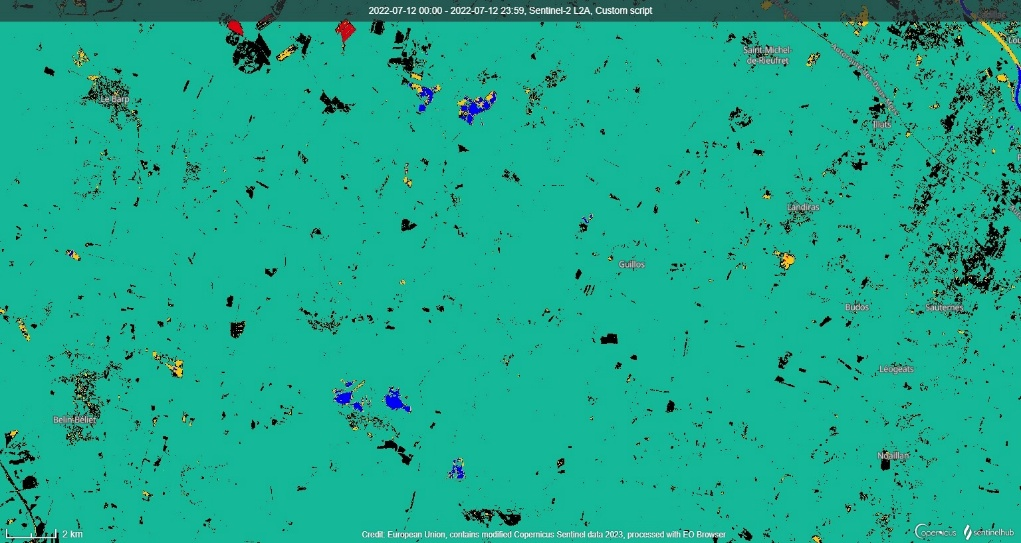 2022-07-12 00:00 - 2022-07-12 23:59, Sentinel-2 L2A, Custom script
Saint-Michel-
de-Rieufret
Le Barp
Illats
Landiras
Guillos
Budos
Sauternes
Léogeats
Belin-Béliet
Noaillan
2 km
Credit: European Union, contains modified Copernicus Sentinel data 2023, processed with EO Browser
Copernicus
sentinelhub